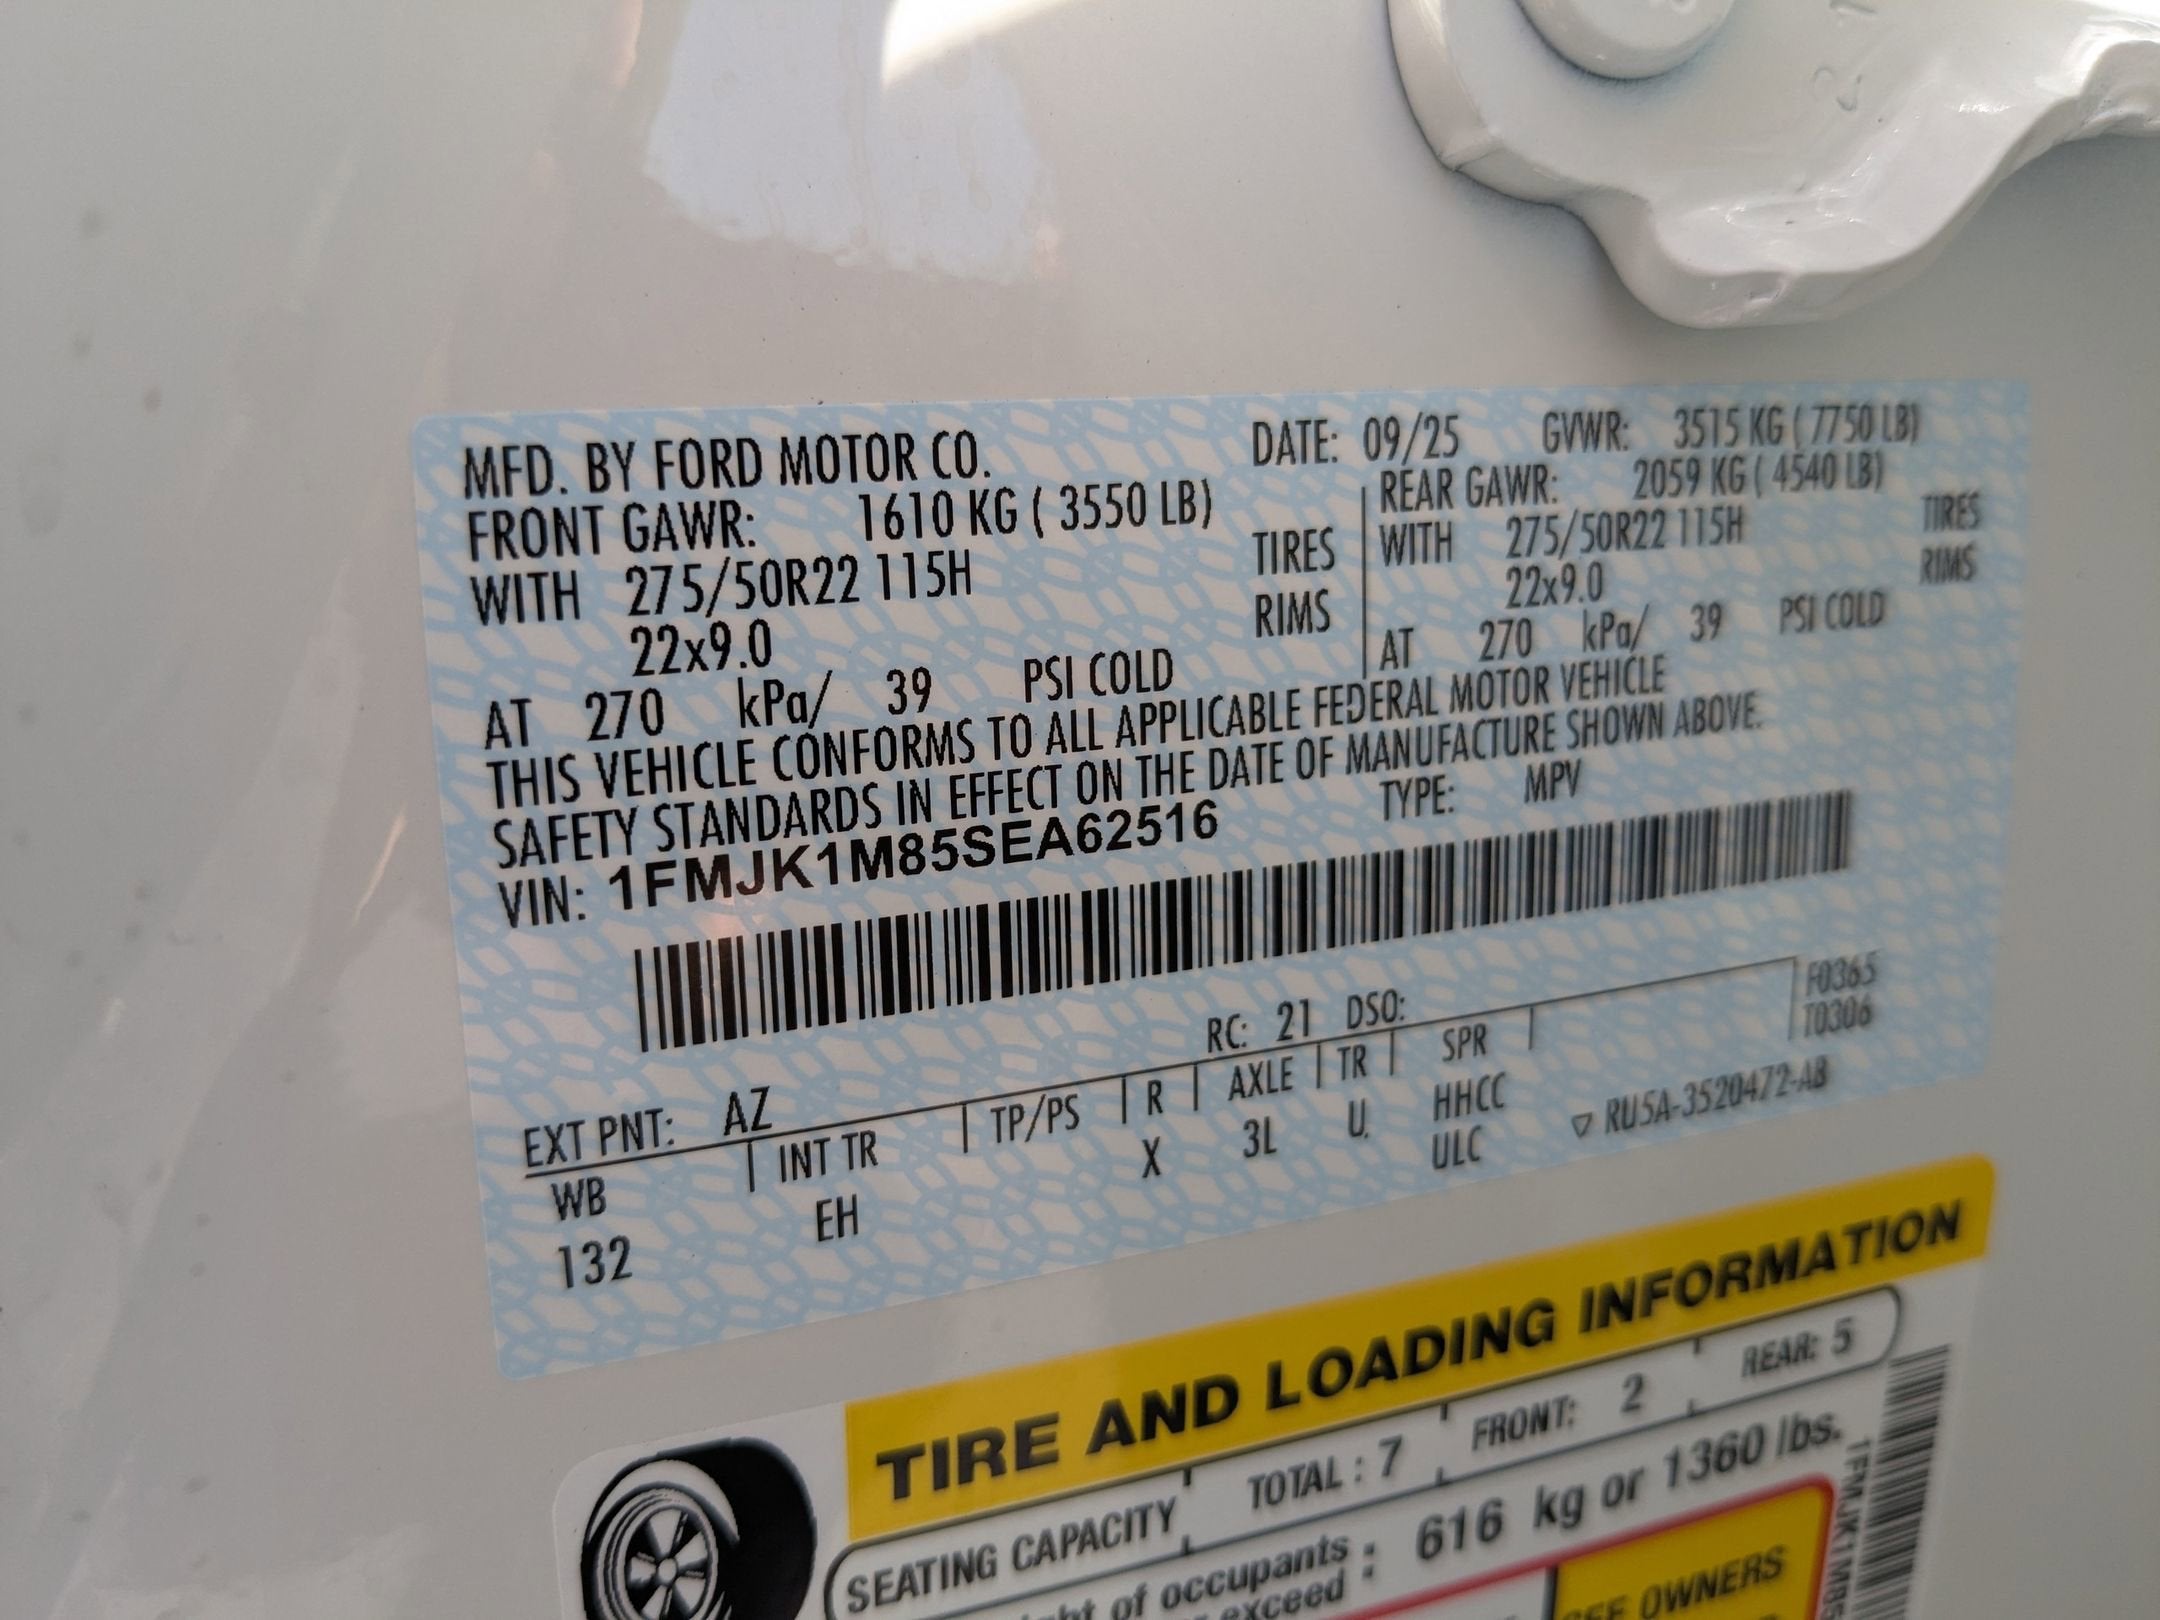 MFD. BY FORD MOTOR CO. DATE: 09/25 GVWR: 3515 KG ( 7750 LB)
FRONT GAWR: 1610 KG ( 3550 LB) REAR GAWR: 2059 KG ( 4540 LB)
WITH 275/50R22 115H TIRES WITH 275/50R22 115H TIRES
22x9.0 RIMS 22x9.0 RIMS
AT 270 kPa/ 39 PSI COLD AT 270 kPa/ 39 PSI COLD
THIS VEHICLE CONFORMS TO ALL APPLICABLE FEDERAL MOTOR VEHICLE
SAFETY STANDARDS IN EFFECT ON THE DATE OF MANUFACTURE SHOWN ABOVE.
VIN: 1FMJK1M85SEA62516 TYPE: MPV
F0365
T0306
EXT PNT: AZ RC: 21 DSO:
WB INT TR TP/PS R AXLE TR SPR
132 EH X 3L U HHCC
ULC
RU5A-3520472-AB
TIRE AND LOADING INFORMATION
SEATING CAPACITY TOTAL : 7 FRONT: 2 REAR: 5
of occupants : 616 kg or 1360 lbs.
exceed
OWNERS
1FMJK1M85